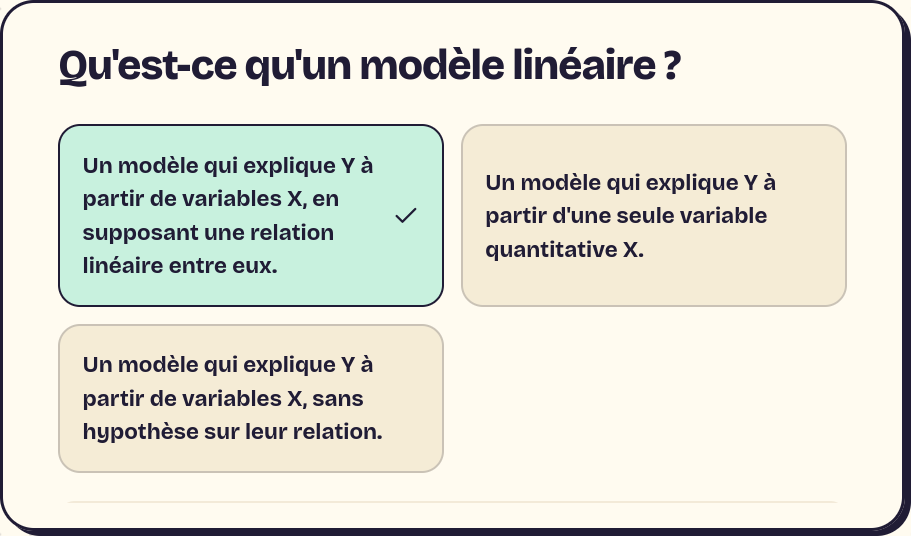 Qu'est-ce qu'un modèle linéaire ?
Un modèle qui explique Y à
partir de variables X, en
supposant une relation
linéaire entre eux.
Un modèle qui explique Y à
partir d'une seule variable
quantitative X.
Un modèle qui explique Y à
partir de variables X, sans
hypothèse sur leur relation.